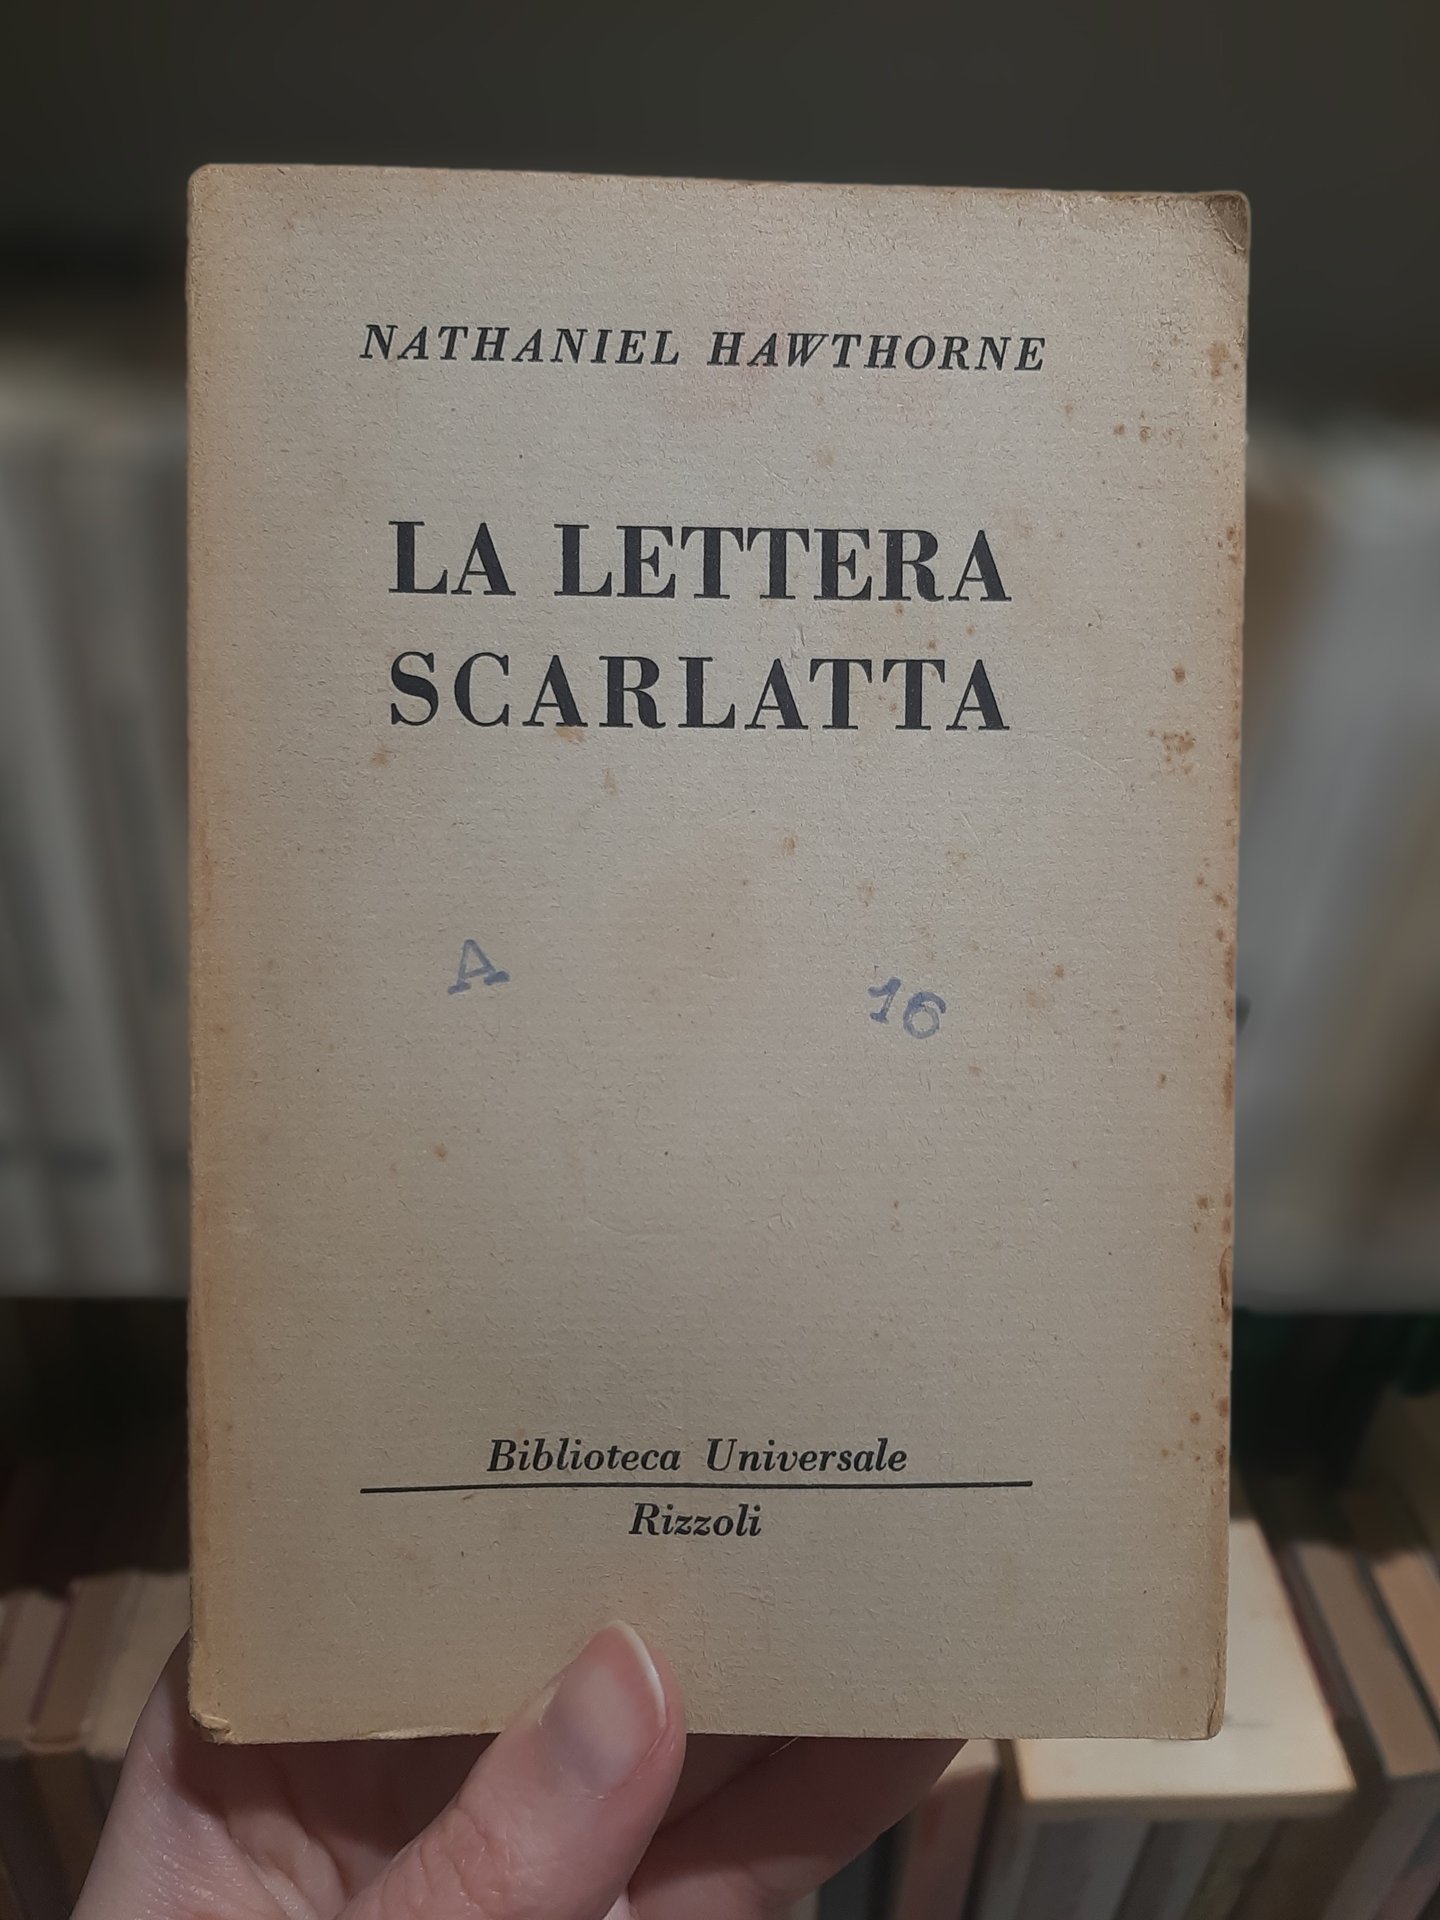 NATHANIEL HAWTHORNE
LA LETTERA
SCARLATTA
A 16
Biblioteca Universale
Rizzoli